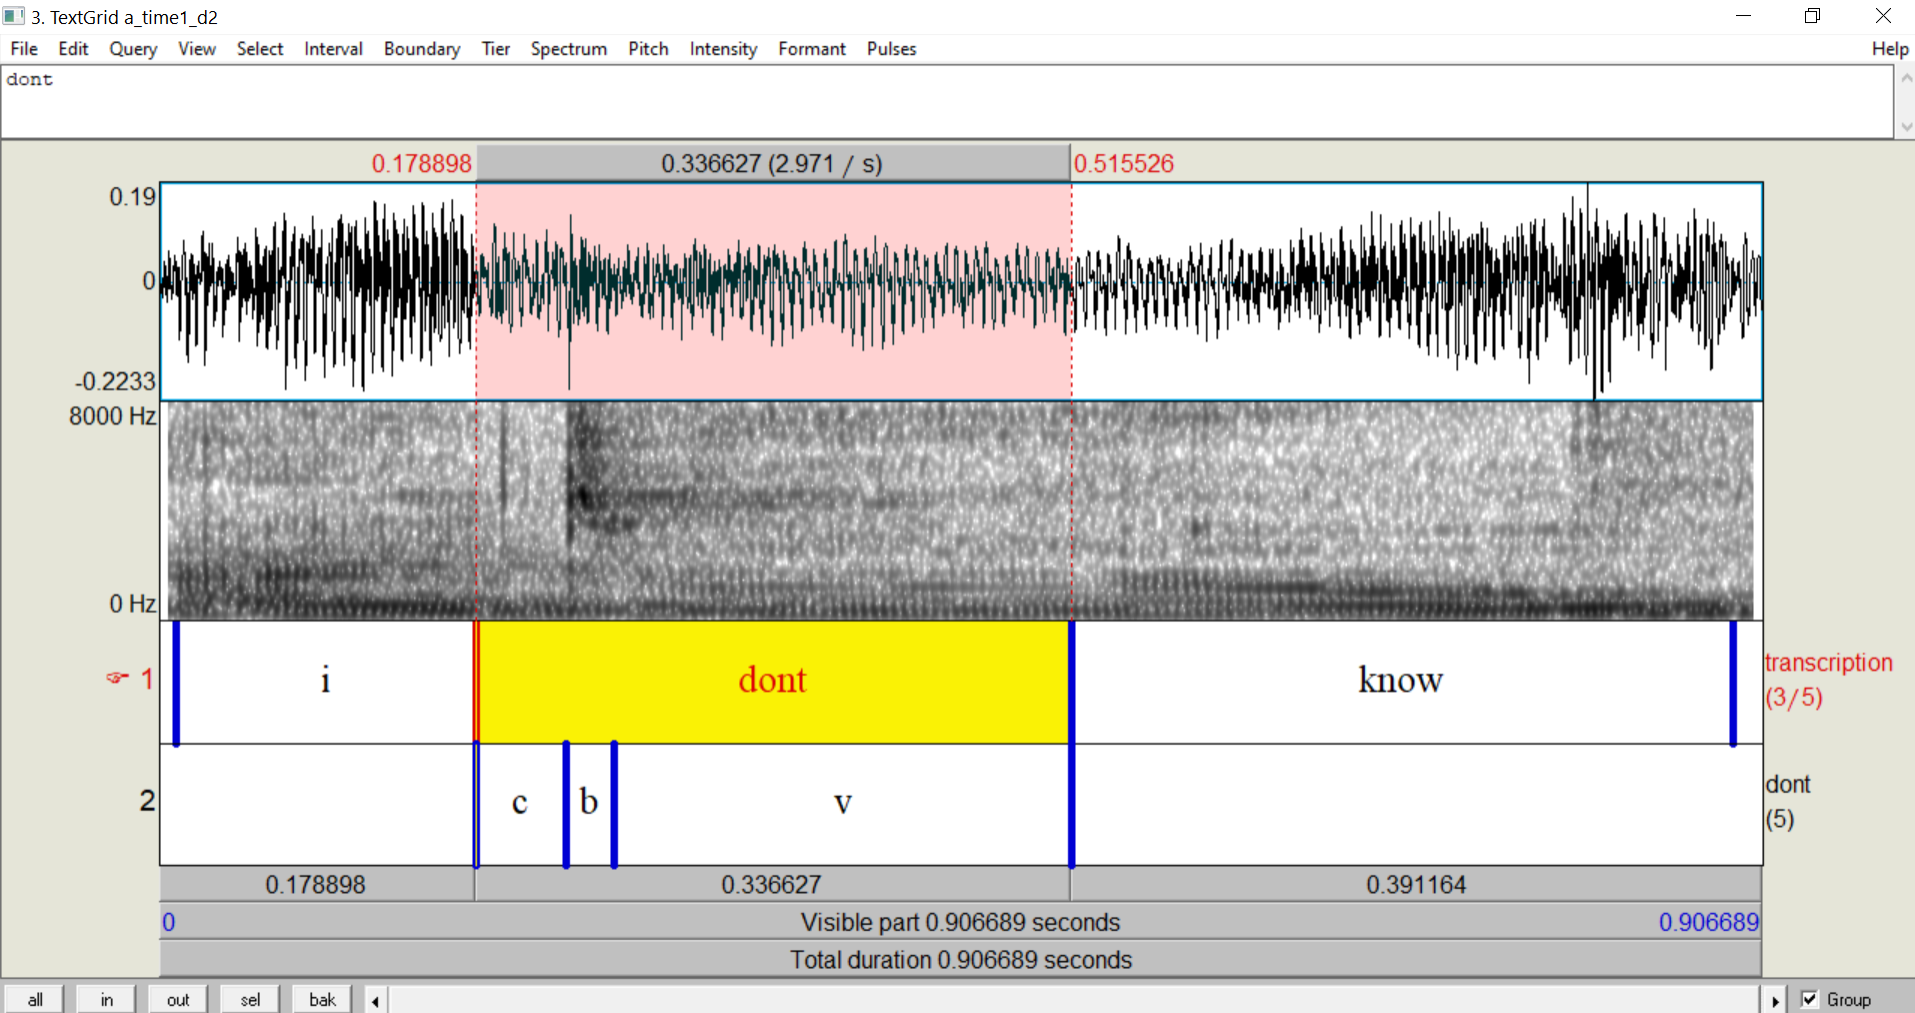 3. TextGrid a_time1_d2
File Edit Query View Select Interval Boundary Tier Spectrum Pitch Intensity Formant Pulses Help
dont
0.178898 0.336627 (2.971 / s) 0.515526
0.19
0
-0.2233
8000 Hz
0 Hz
☞ 1 i dont know transcription
(3/5)
2 c b v dont
(5)
0.178898 0.336627 0.391164
0 Visible part 0.906689 seconds 0.906689
Total duration 0.906689 seconds
all in out sel bak Group